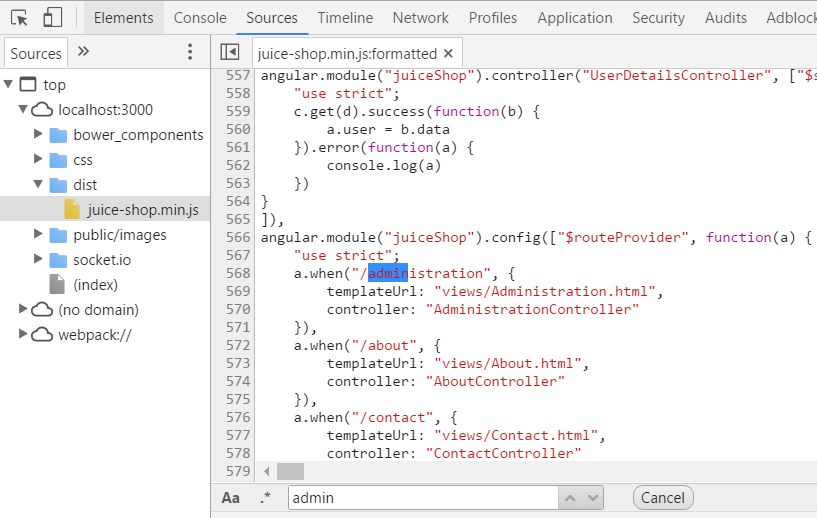 Elements Console Sources Timeline Network Profiles Application Security Audits Adblock
Sources
juice-shop.min.js:formatted
top
localhost:3000
bower_components
css
dist
juice-shop.min.js
public/images
socket.io
(index)
(no domain)
webpack://
557 angular.module("juiceShop").controller("UserDetailsController", ["$s
558 "use strict";
559 c.get(d).success(function(b) {
560 a.user = b.data
561 }).error(function(a) {
562 console.log(a)
563 })
564 }
565 ]),
566 angular.module("juiceShop").config(["$routeProvider", function(a) {
567 "use strict";
568 a.when("/administration", {
569 templateUrl: "views/Administration.html",
570 controller: "AdministrationController"
571 }),
572 a.when("/about", {
573 templateUrl: "views/About.html",
574 controller: "AboutController"
575 }),
576 a.when("/contact", {
577 templateUrl: "views/Contact.html",
578 controller: "ContactController"
579
Aa .* admin Cancel